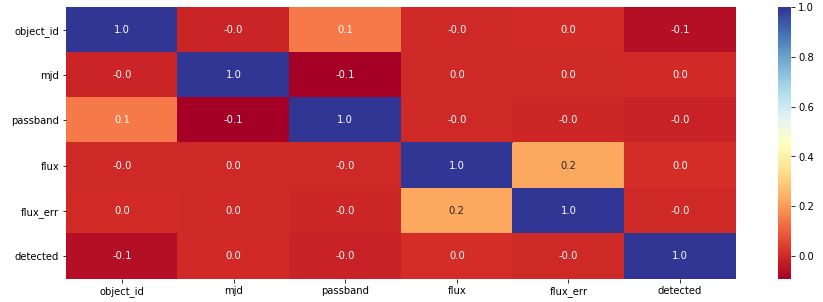 object_id 1.0 -0.0 0.1 -0.0 0.0 -0.1
mjd -0.0 1.0 -0.1 0.0 0.0 0.0
passband 0.1 -0.1 1.0 -0.0 -0.0 -0.0
flux -0.0 0.0 -0.0 1.0 0.2 0.0
flux_err 0.0 0.0 -0.0 0.2 1.0 -0.0
detected -0.1 0.0 -0.0 0.0 -0.0 1.0
object_id mjd passband flux flux_err detected
1.0
0.8
0.6
0.4
0.2
0.0